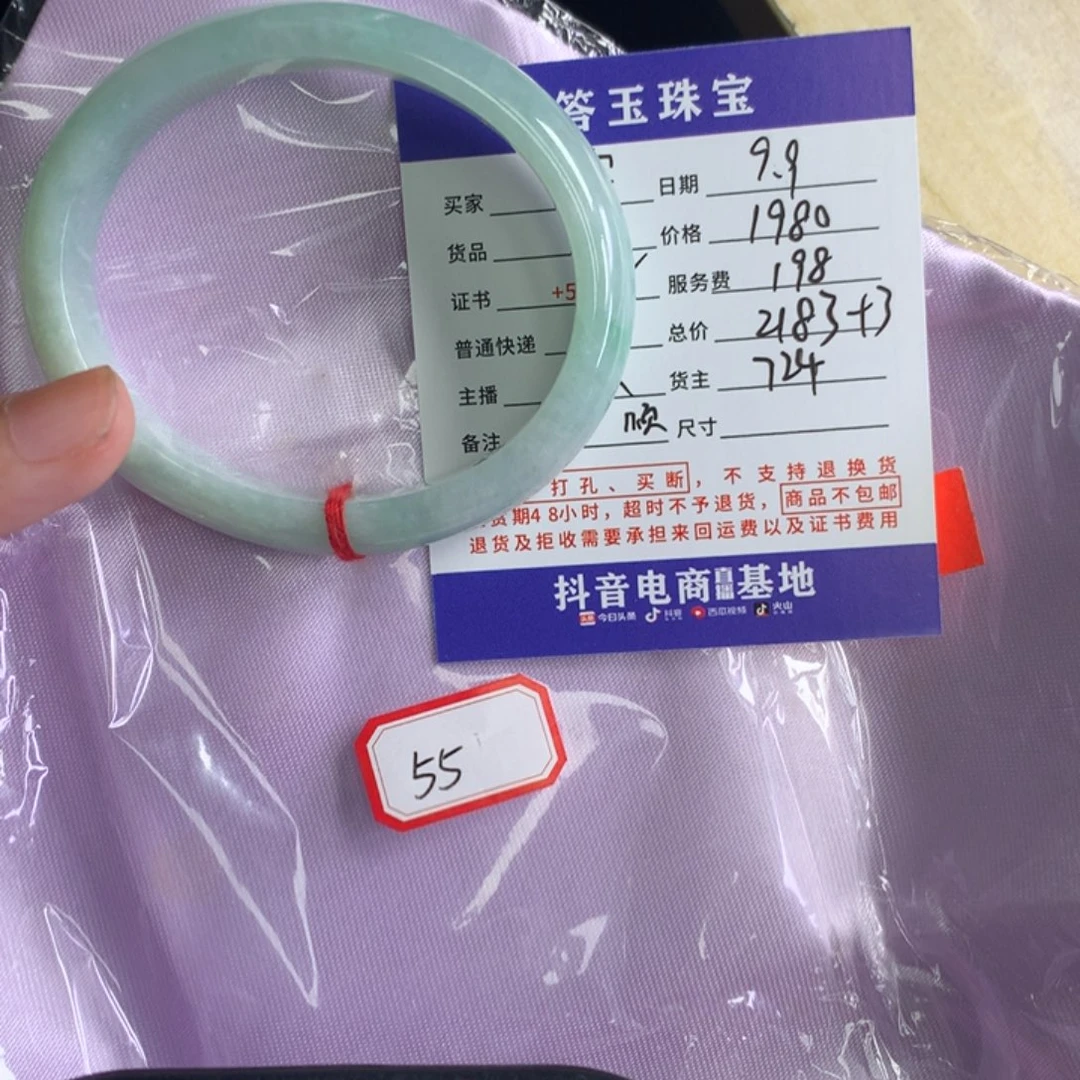 答玉珠宝
买家 日期 9.9
货品 价格 1980
证书 +5 服务费 198
普通快递 总价 2183+3
主播 货主 724
备注 顺 尺寸
打孔、买断，不支持退换货
货期48小时，超时不予退货，商品不包邮
退货及拒收需要承担来回运费以及证书费用
抖音电商直播基地
头条 今日头条 抖音 西瓜视频 火山
55